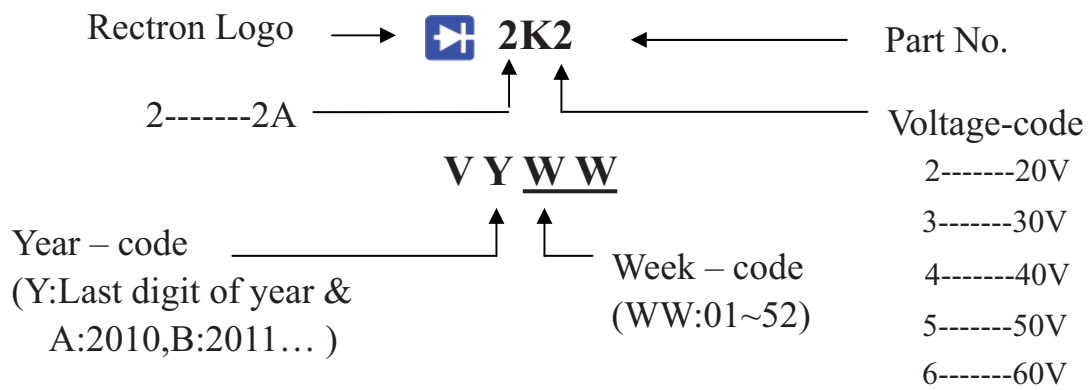 Rectron Logo
2K2
Part No.
2-------2A
Voltage-code
2-------20V
3-------30V
4-------40V
5-------50V
6-------60V
V Y W W
Year – code
(Y:Last digit of year &
A:2010,B:2011… )
Week – code
(WW:01~52)